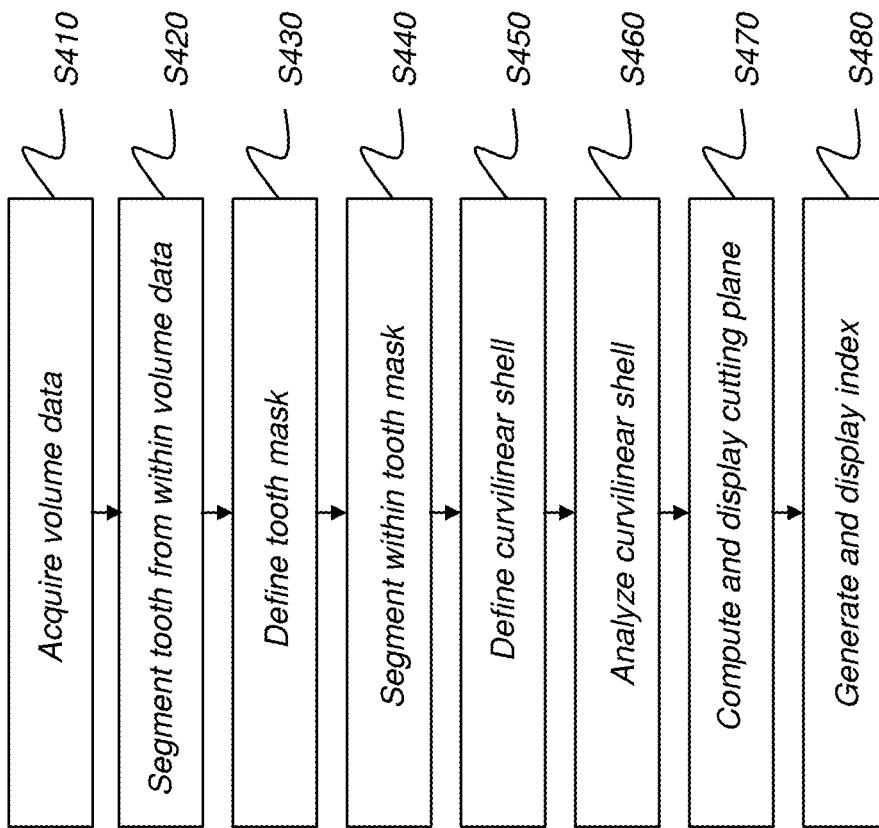 Acquire volume data
S410
Segment tooth from within volume data
S420
Define tooth mask
S430
Segment within tooth mask
S440
Define curvilinear shell
S450
Analyze curvilinear shell
S460
Compute and display cutting plane
S470
Generate and display index
S480